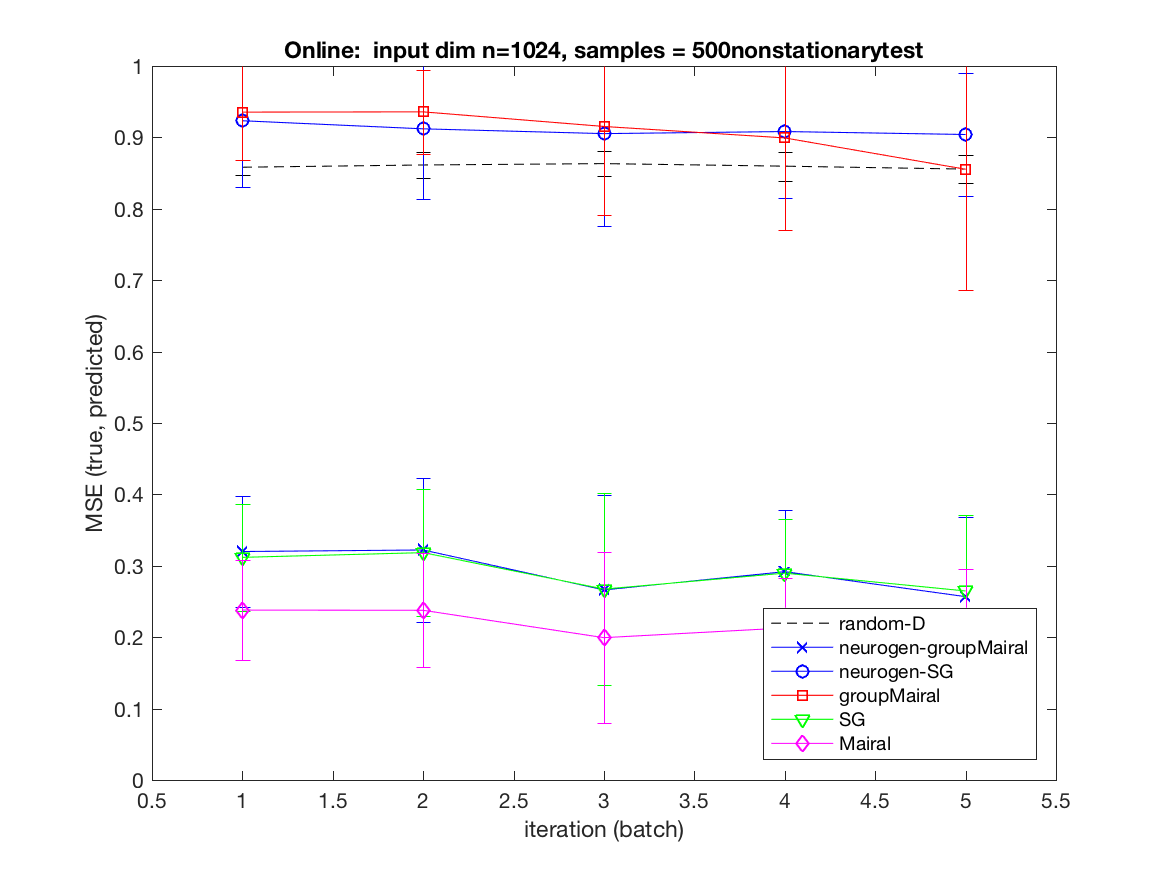 Online:  input dim n=1024, samples = 500nonstationarytest
1
0.9
0.8
0.7
0.6
0.5
0.4
0.3
0.2
0.1
0
MSE (true, predicted)
random-D
neurogen-groupMairal
neurogen-SG
groupMairal
SG
Mairal
0.5 1 1.5 2 2.5 3 3.5 4 4.5 5 5.5
iteration (batch)